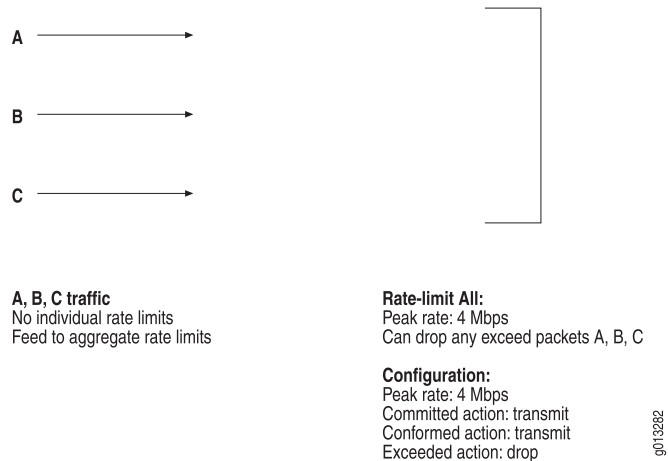 A
B
C
A, B, C traffic
No individual rate limits
Feed to aggregate rate limits
Rate-limit All:
Peak rate: 4 Mbps
Can drop any exceed packets A, B, C
Configuration:
Peak rate: 4 Mbps
Committed action: transmit
Conformed action: transmit
Exceeded action: drop
g013282